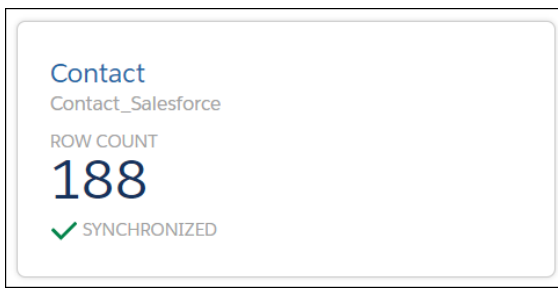 Contact
Contact_Salesforce
ROW COUNT
188
SYNCHRONIZED